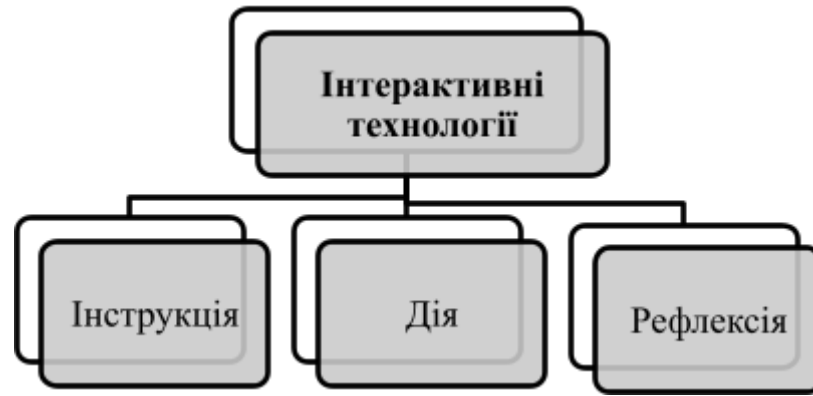 Інтерактивні
технології
Інструкція
Дія
Рефлексія